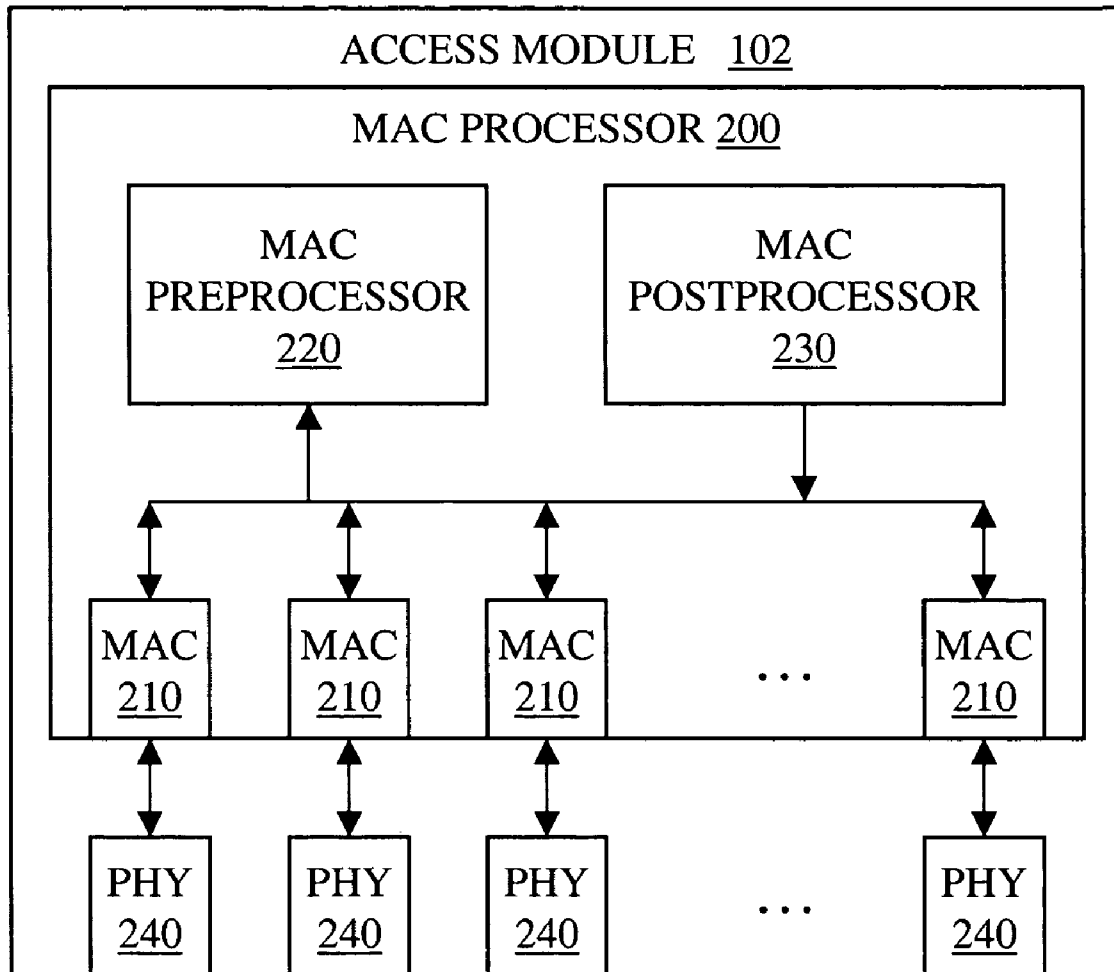 ACCESS MODULE 102
MAC PROCESSOR 200
MAC
PREPROCESSOR
220
MAC
POSTPROCESSOR
230
MAC
210
MAC
210
MAC
210
...
MAC
210
PHY
240
PHY
240
PHY
240
...
PHY
240